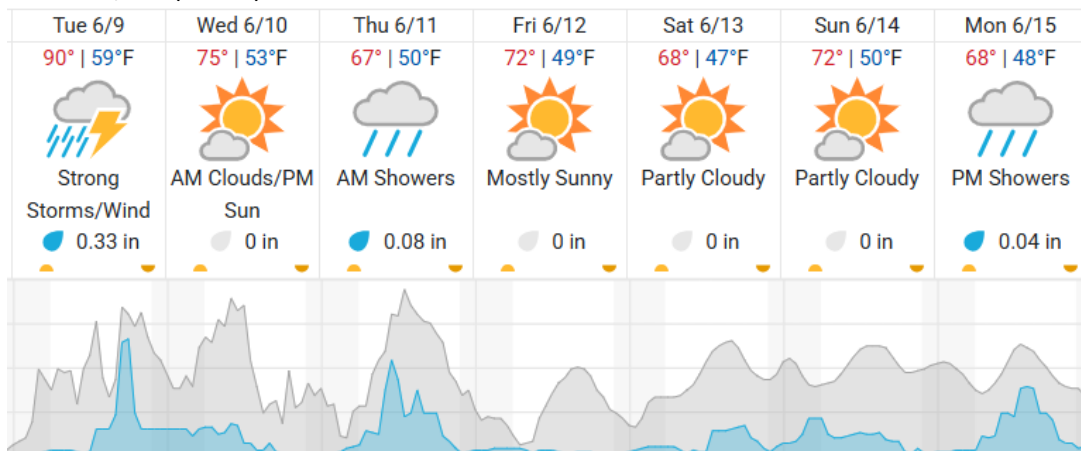 Tue 6/9 Wed 6/10 Thu 6/11 Fri 6/12 Sat 6/13 Sun 6/14 Mon 6/15
90° | 59°F 75° | 53°F 67° | 50°F 72° | 49°F 68° | 47°F 72° | 50°F 68° | 48°F
Strong AM Clouds/PM AM Showers Mostly Sunny Partly Cloudy Partly Cloudy PM Showers
Storms/Wind Sun
0.33 in 0 in 0.08 in 0 in 0 in 0 in 0.04 in